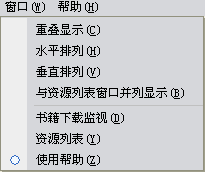 窗口(W) 帮助(H)
重叠显示(C)
水平排列(H)
垂直排列(V)
与资源列表窗口并列显示(B)
书籍下载监视(D)
资源列表(Y)
使用帮助(Z)